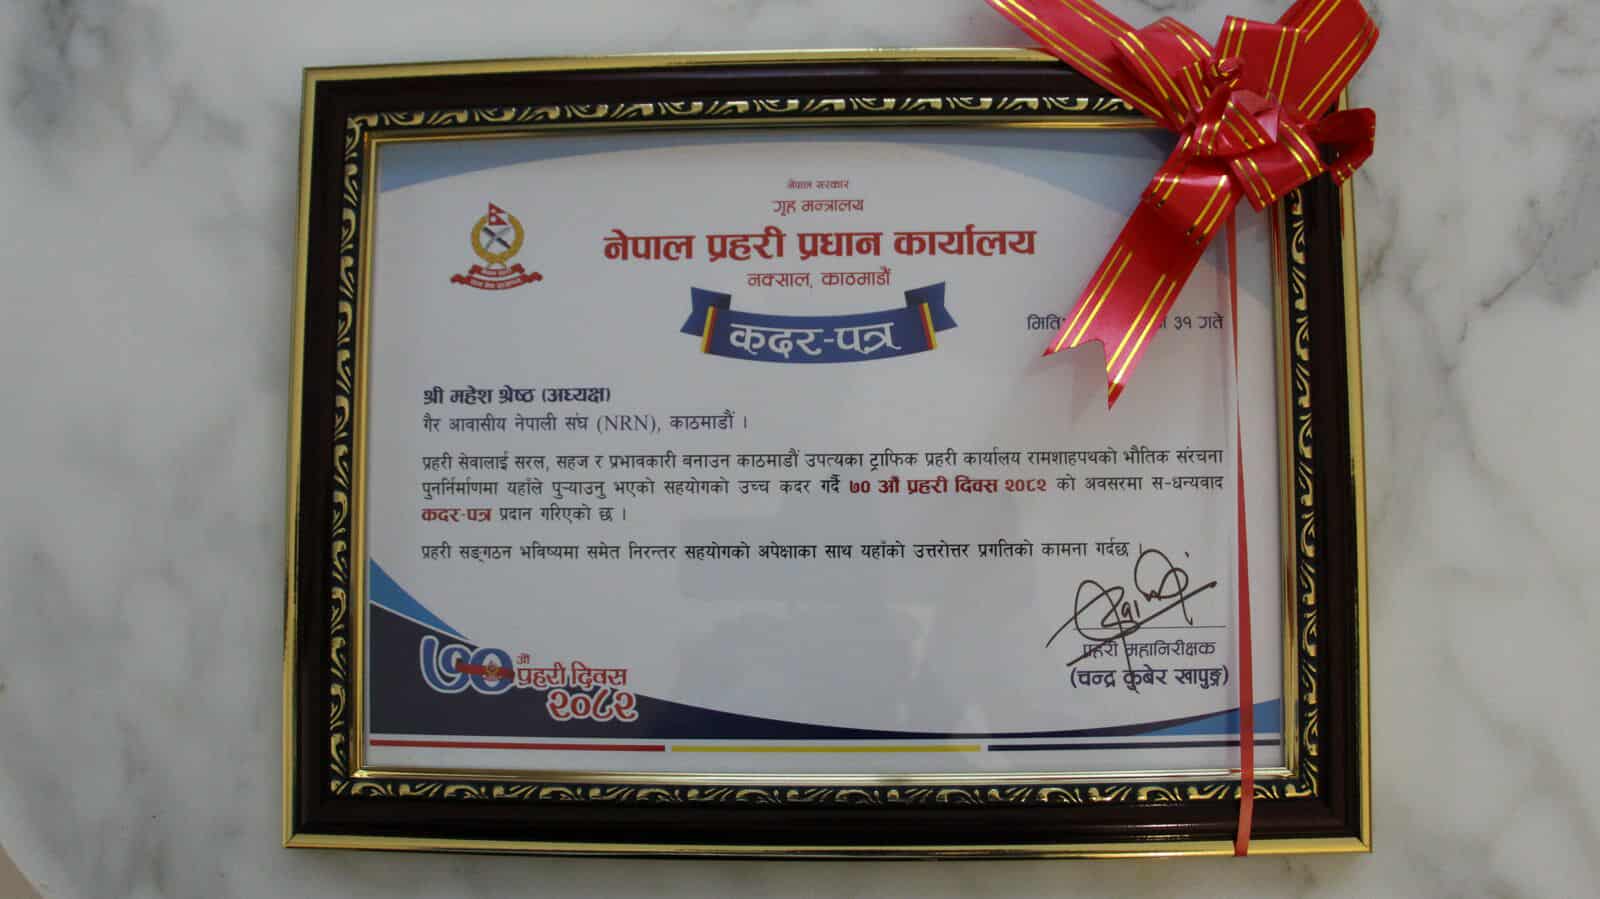 नेपाल सरकार
गृह मन्त्रालय
नेपाल प्रहरी प्रधान कार्यालय
नक्साल, काठमाडौं
कदर-पत्र
मिति ३१ गते
श्री महेश श्रेष्ठ (अध्यक्ष)
गैर आवासीय नेपाली संघ (NRN), काठमाडौं ।
प्रहरी सेवालाई सरल, सहज र प्रभावकारी बनाउन काठमाडौं उपत्यका ट्राफिक प्रहरी कार्यालय रामशाहपथको भौतिक संरचना
पुनर्निर्माणमा यहाँले पुऱ्याउनु भएको सहयोगको उच्च कदर गर्दै ७० औं प्रहरी दिवस २०८२ को अवसरमा स-धन्यवाद
कदर-पत्र प्रदान गरिएको छ ।
प्रहरी सङ्गठन भविष्यमा समेत निरन्तर सहयोगको अपेक्षाका साथ यहाँको उत्तरोत्तर प्रगतिको कामना गर्दछ ।
प्रहरी महानिरीक्षक
(चन्द्र कुबेर खापुङ्ग)
७० औं प्रहरी दिवस
२०८२